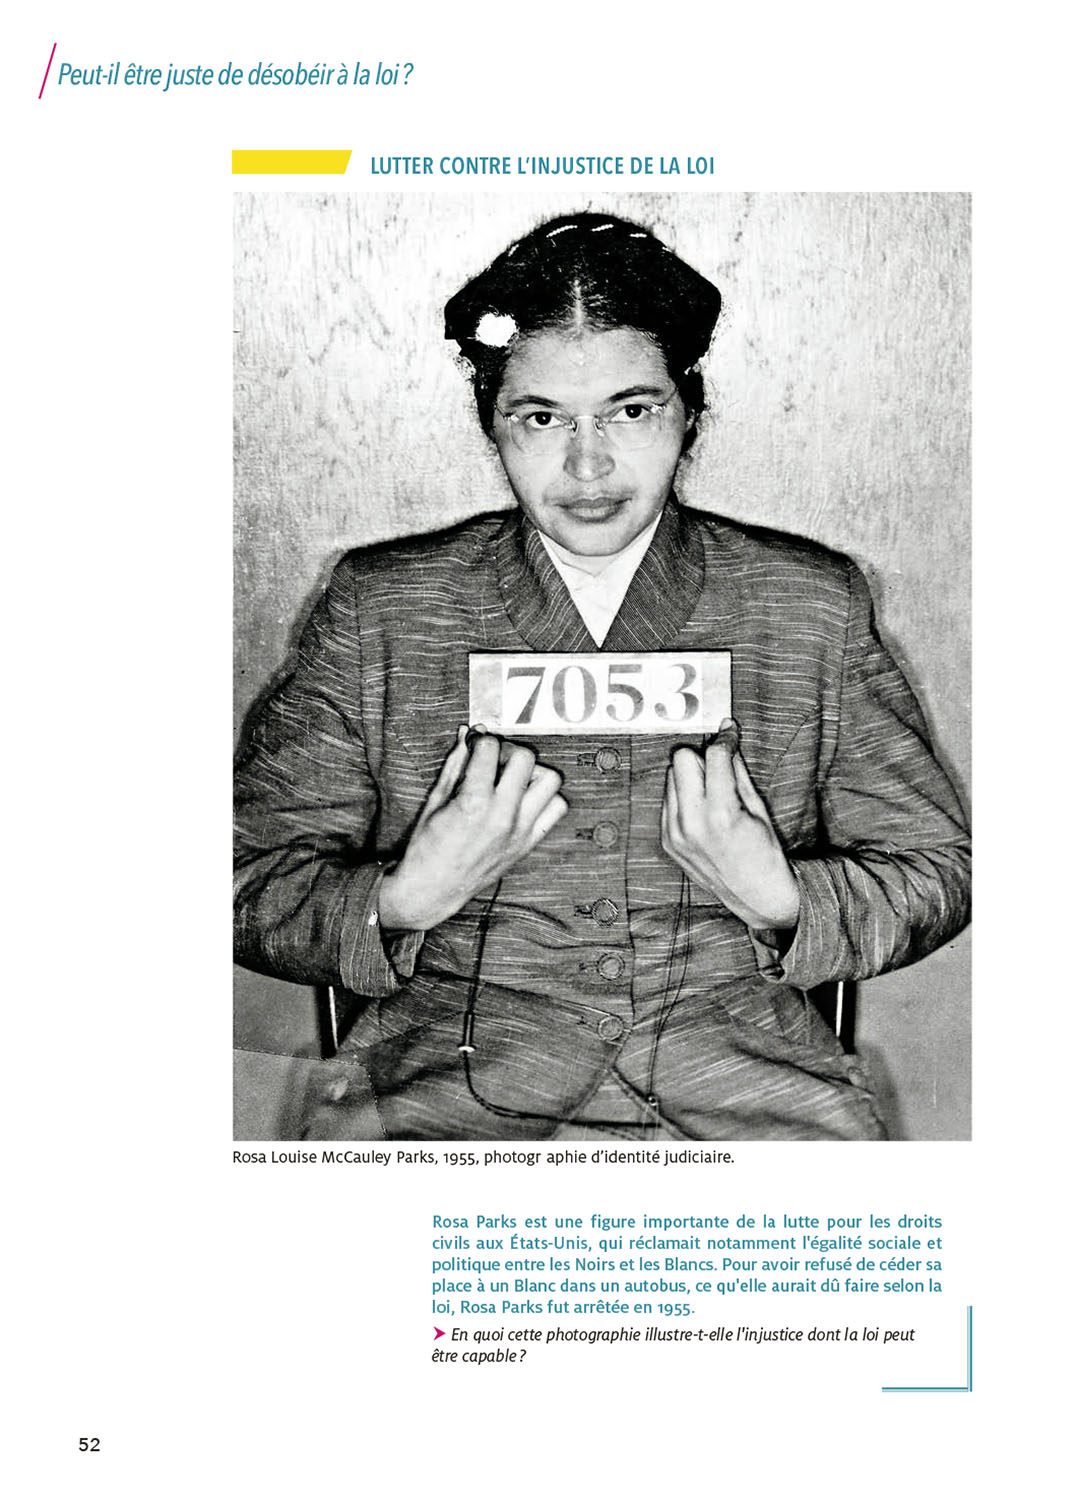 Peut-il être juste de désobéir à la loi ?
LUTTER CONTRE L'INJUSTICE DE LA LOI
7053
Rosa Louise McCauley Parks, 1955, photogr aphie d'identité judiciaire.
Rosa Parks est une figure importante de la lutte pour les droits
civils aux États-Unis, qui réclamait notamment l'égalité sociale et
politique entre les Noirs et les Blancs. Pour avoir refusé de céder sa
place à un Blanc dans un autobus, ce qu'elle aurait dû faire selon la
loi, Rosa Parks fut arrêtée en 1955.
➤ En quoi cette photographie illustre-t-elle l'injustice dont la loi peut
être capable ?
52